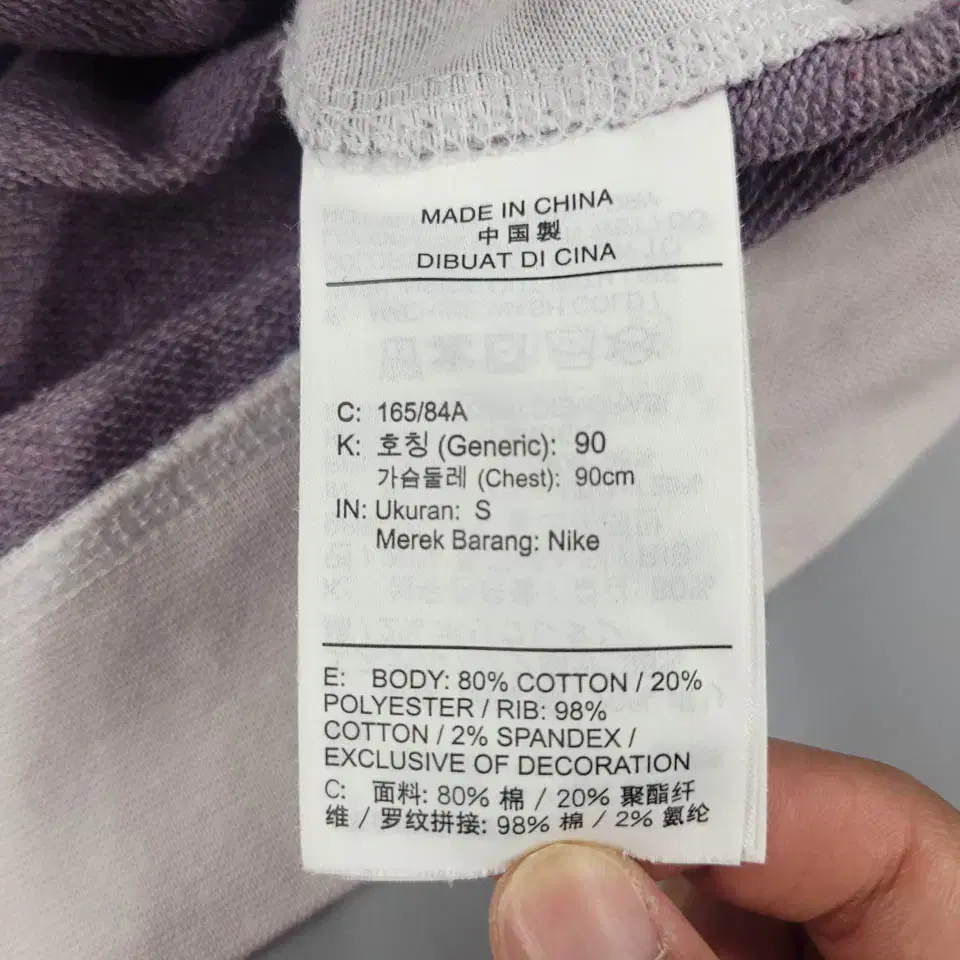 MADE IN CHINA
中国製
DIBUAT DI CINA
C: 165/84A
K: 호칭 (Generic): 90
가슴둘레 (Chest): 90cm
IN: Ukuran: S
Merek Barang: Nike
E: BODY: 80% COTTON / 20%
POLYESTER / RIB: 98%
COTTON / 2% SPANDEX /
EXCLUSIVE OF DECORATION
C: 面料: 80% 棉 / 20% 聚酯纤
维 / 罗纹拼接: 98% 棉 / 2% 氨纶